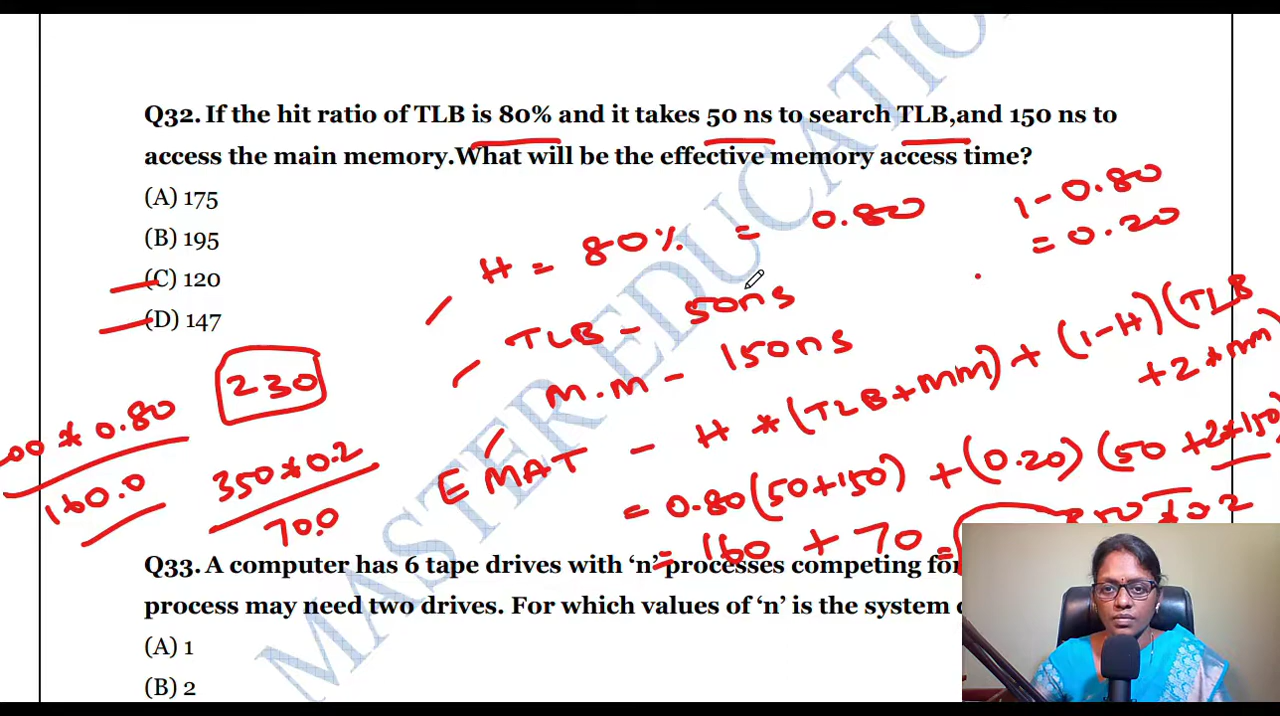 Q32. If the hit ratio of TLB is 80% and it takes 50 ns to search TLB,and 150 ns to
access the main memory.What will be the effective memory access time?
(A) 175
(B) 195
(C) 120
(D) 147
1 - 0.80
= 0.20
H = 80% = 0.80
TLB - 50ns
M.M - 150ns
EMAT - H * (TLB+MM) + (1-H) (TLB
+ 2 * MM)
= 0.80 (50+150) + (0.20) (50 + 2*150)
= 160 + 70 =
230
00 * 0.80
160.0
350 * 0.2
70.0
Q33. A computer has 6 tape drives with ‘n’ processes competing for
process may need two drives. For which values of ‘n’ is the system
(A) 1
(B) 2
MASTER EDUCATION